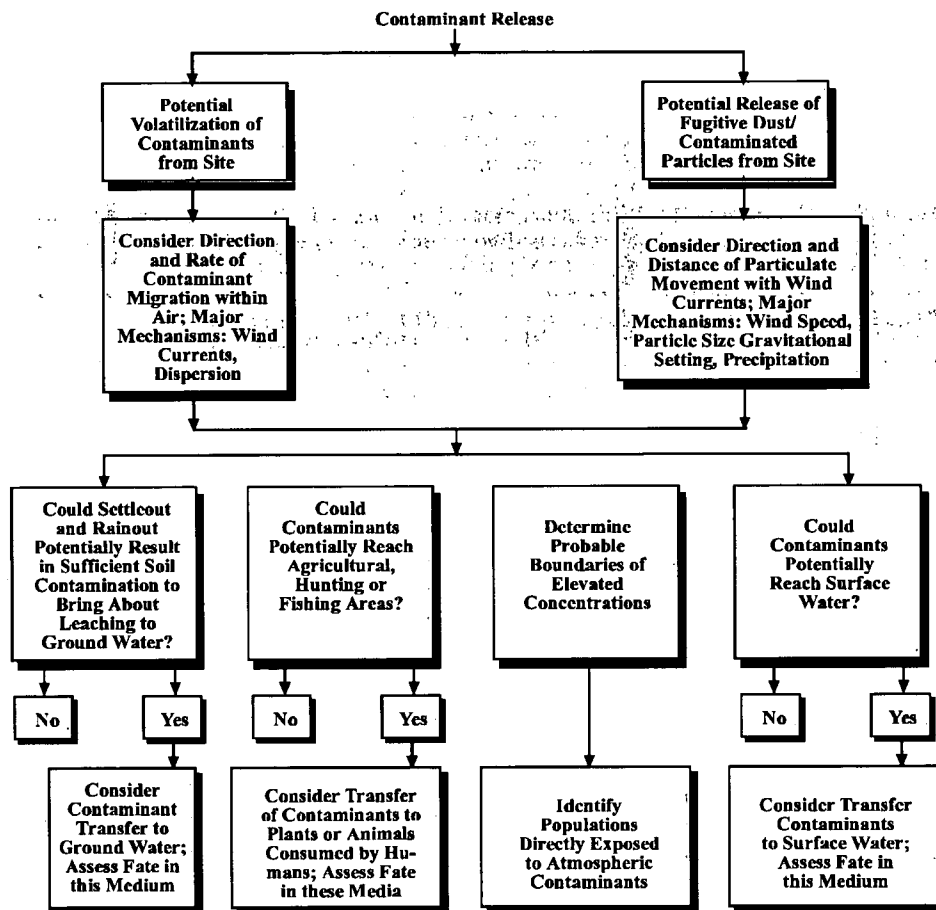 Contaminant Release
Potential
Volatilization of
Contaminants
from Site
Potential Release of
Fugitive Dust/
Contaminated
Particles from Site
Consider Direction
and Rate of
Contaminant
Migration within
Air; Major
Mechanisms: Wind
Currents,
Dispersion
Consider Direction and
Distance of Particulate
Movement with Wind
Currents; Major
Mechanisms: Wind Speed,
Particle Size Gravitational
Setting, Precipitation
Could Settleout
and Rainout
Potentially Result
in Sufficient Soil
Contamination to
Bring About
Leaching to
Ground Water?
Could
Contaminants
Potentially Reach
Agricultural,
Hunting or
Fishing Areas?
Determine
Probable
Boundaries of
Elevated
Concentrations
Could
Contaminants
Potentially
Reach Surface
Water?
No
Yes
No
Yes
No
Yes
Consider
Contaminant
Transfer to
Ground Water;
Assess Fate in
this Medium
Consider Transfer
of Contaminants to
Plants or Animals
Consumed by Hu-
mans; Assess Fate
in these Media
Identify
Populations
Directly Exposed
to Atmospheric
Contaminants
Consider Transfer
Contaminants
to Surface Water;
Assess Fate in
this Medium